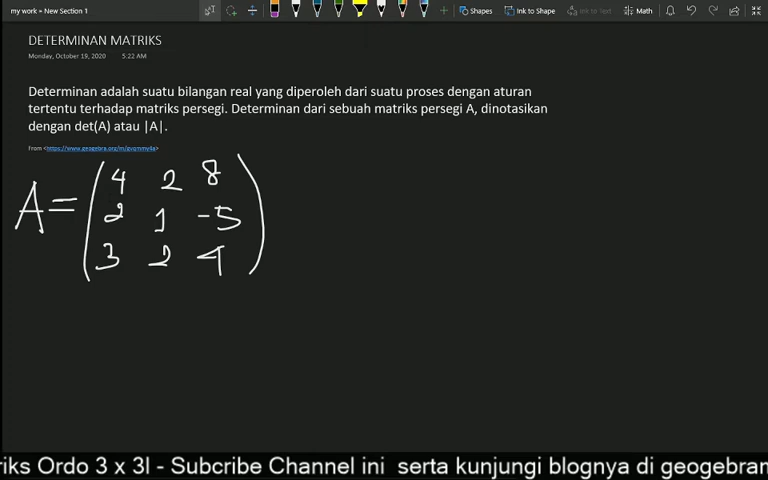 my work > New Section 1
Shapes
Ink to Shape
Ink to Text
Math
DETERMINAN MATRIKS
Monday, October 19, 2020 5:22 AM
Determinan adalah suatu bilangan real yang diperoleh dari suatu proses dengan aturan
tertentu terhadap matriks persegi. Determinan dari sebuah matriks persegi A, dinotasikan
dengan det(A) atau |A|.
From <https://www.geogebra.org/m/
A = ( 4 2 8
2 1 -5
3 2 4 )
iks Ordo 3 x 3l - Subcribe Channel ini serta kunjungi blognya di geogebran